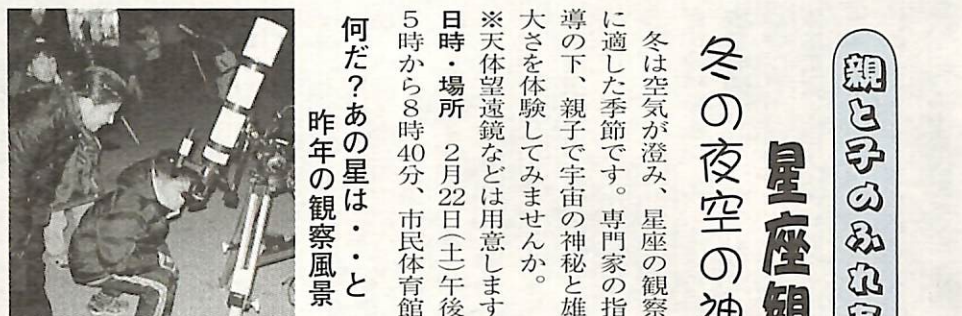 親と子のふれ
星座観
冬の夜空の神
冬は空気が澄み、星座の観察
に適した季節です。専門家の指
導の下、親子で宇宙の神秘と雄
大さを体験してみませんか。
※天体望遠鏡などは用意します
日時・場所 2月22日(土)午後
5時から8時40分、市民体育館
何だ?あの星は・・と
昨年の観察風景